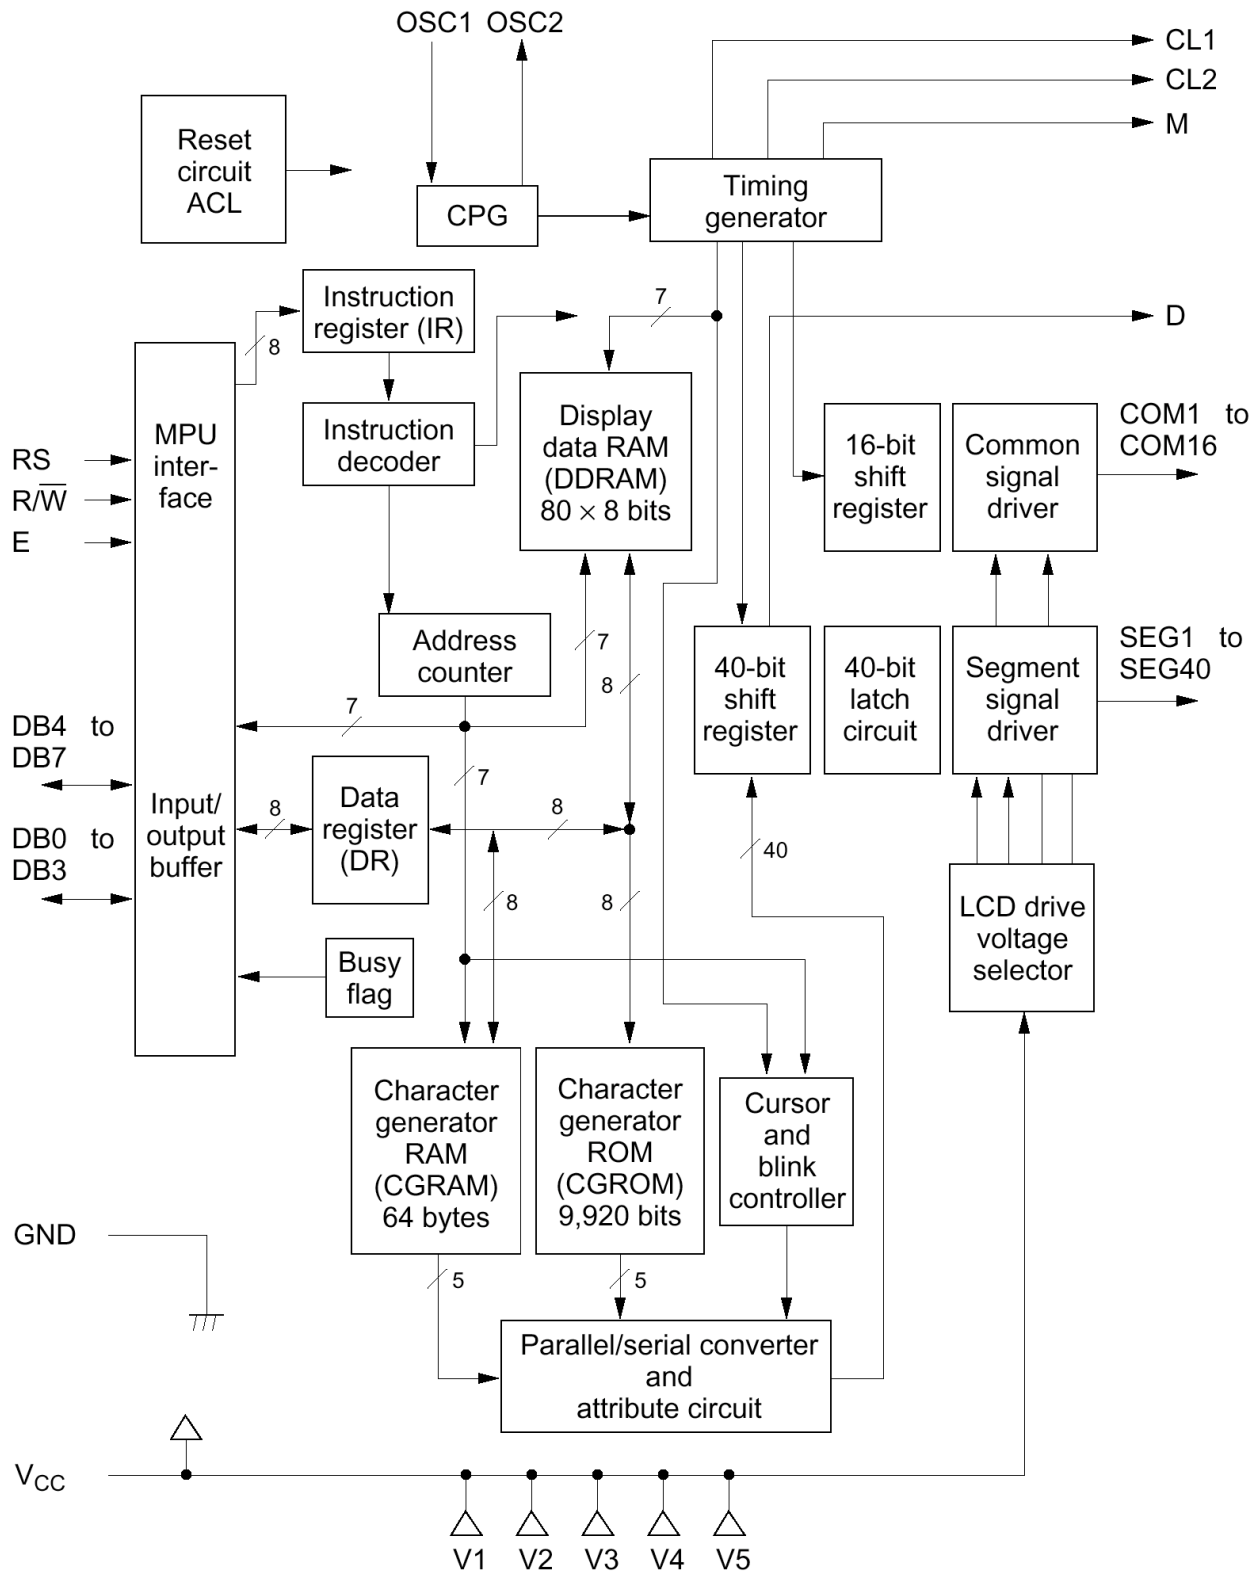 OSC1 OSC2
CL1
CL2
M
Reset
circuit
ACL
CPG
Timing
generator
Instruction
register (IR)
8
7
D
MPU
inter-
face
Instruction
decoder
Display
data RAM
(DDRAM)
80 × 8 bits
16-bit
shift
register
Common
signal
driver
COM1 to
COM16
RS
R/W̅
E
Address
counter
7
8
40-bit
shift
register
40-bit
latch
circuit
Segment
signal
driver
SEG1 to
SEG40
DB4 to
DB7
7
7
Input/
output
buffer
8
Data
register
(DR)
8
DB0 to
DB3
40
8
8
LCD drive
voltage
selector
Busy
flag
Character
generator
RAM
(CGRAM)
64 bytes
Character
generator
ROM
(CGROM)
9,920 bits
Cursor
and
blink
controller
GND
5
5
Parallel/serial converter
and
attribute circuit
VCC
V1 V2 V3 V4 V5